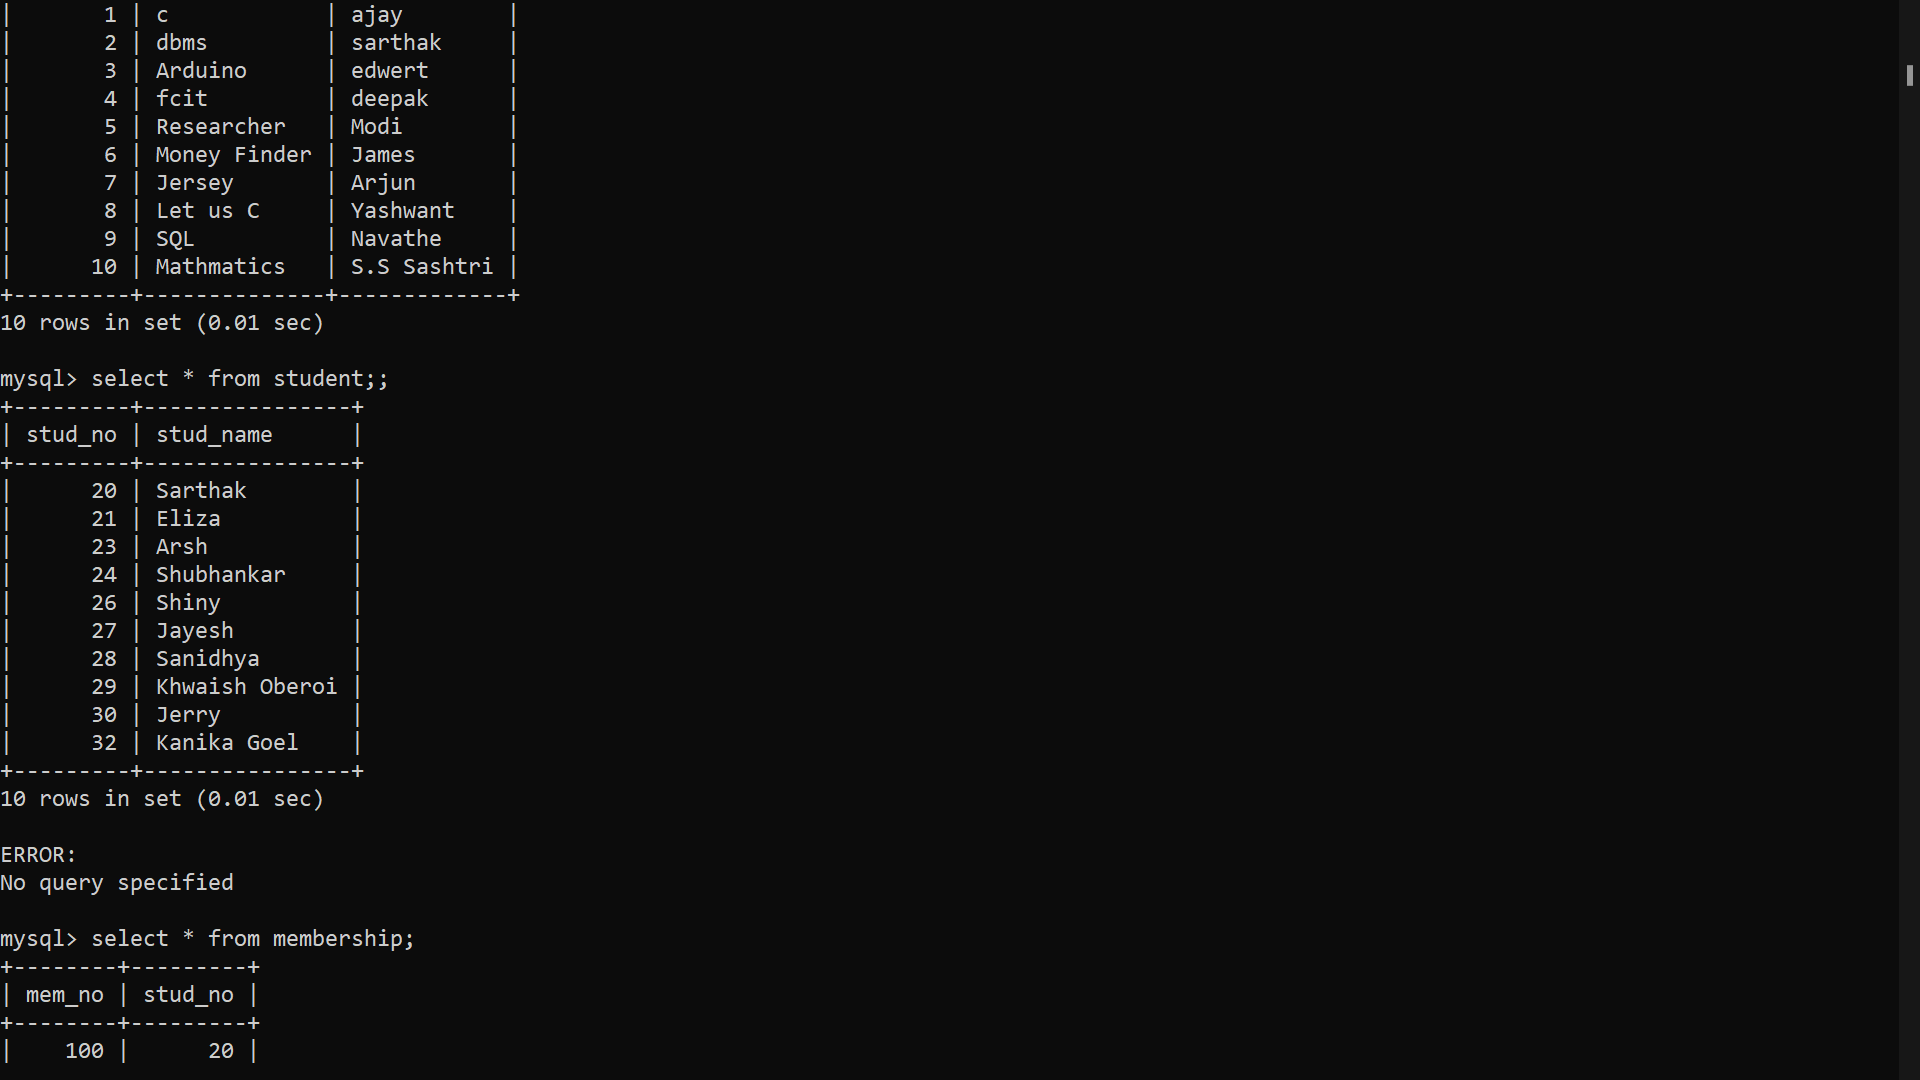 |       1 | c            | ajay        |
|       2 | dbms         | sarthak     |
|       3 | Arduino      | edwert      |
|       4 | fcit         | deepak      |
|       5 | Researcher   | Modi        |
|       6 | Money Finder | James       |
|       7 | Jersey       | Arjun       |
|       8 | Let us C     | Yashwant    |
|       9 | SQL          | Navathe     |
|      10 | Mathmatics   | S.S Sashtri |
+---------+--------------+-------------+
10 rows in set (0.01 sec)

mysql> select * from student;;
+---------+----------------+
| stud_no | stud_name      |
+---------+----------------+
|      20 | Sarthak        |
|      21 | Eliza          |
|      23 | Arsh           |
|      24 | Shubhankar     |
|      26 | Shiny          |
|      27 | Jayesh         |
|      28 | Sanidhya       |
|      29 | Khwaish Oberoi |
|      30 | Jerry          |
|      32 | Kanika Goel    |
+---------+----------------+
10 rows in set (0.01 sec)

ERROR:
No query specified

mysql> select * from membership;
+--------+---------+
| mem_no | stud_no |
+--------+---------+
|    100 |      20 |